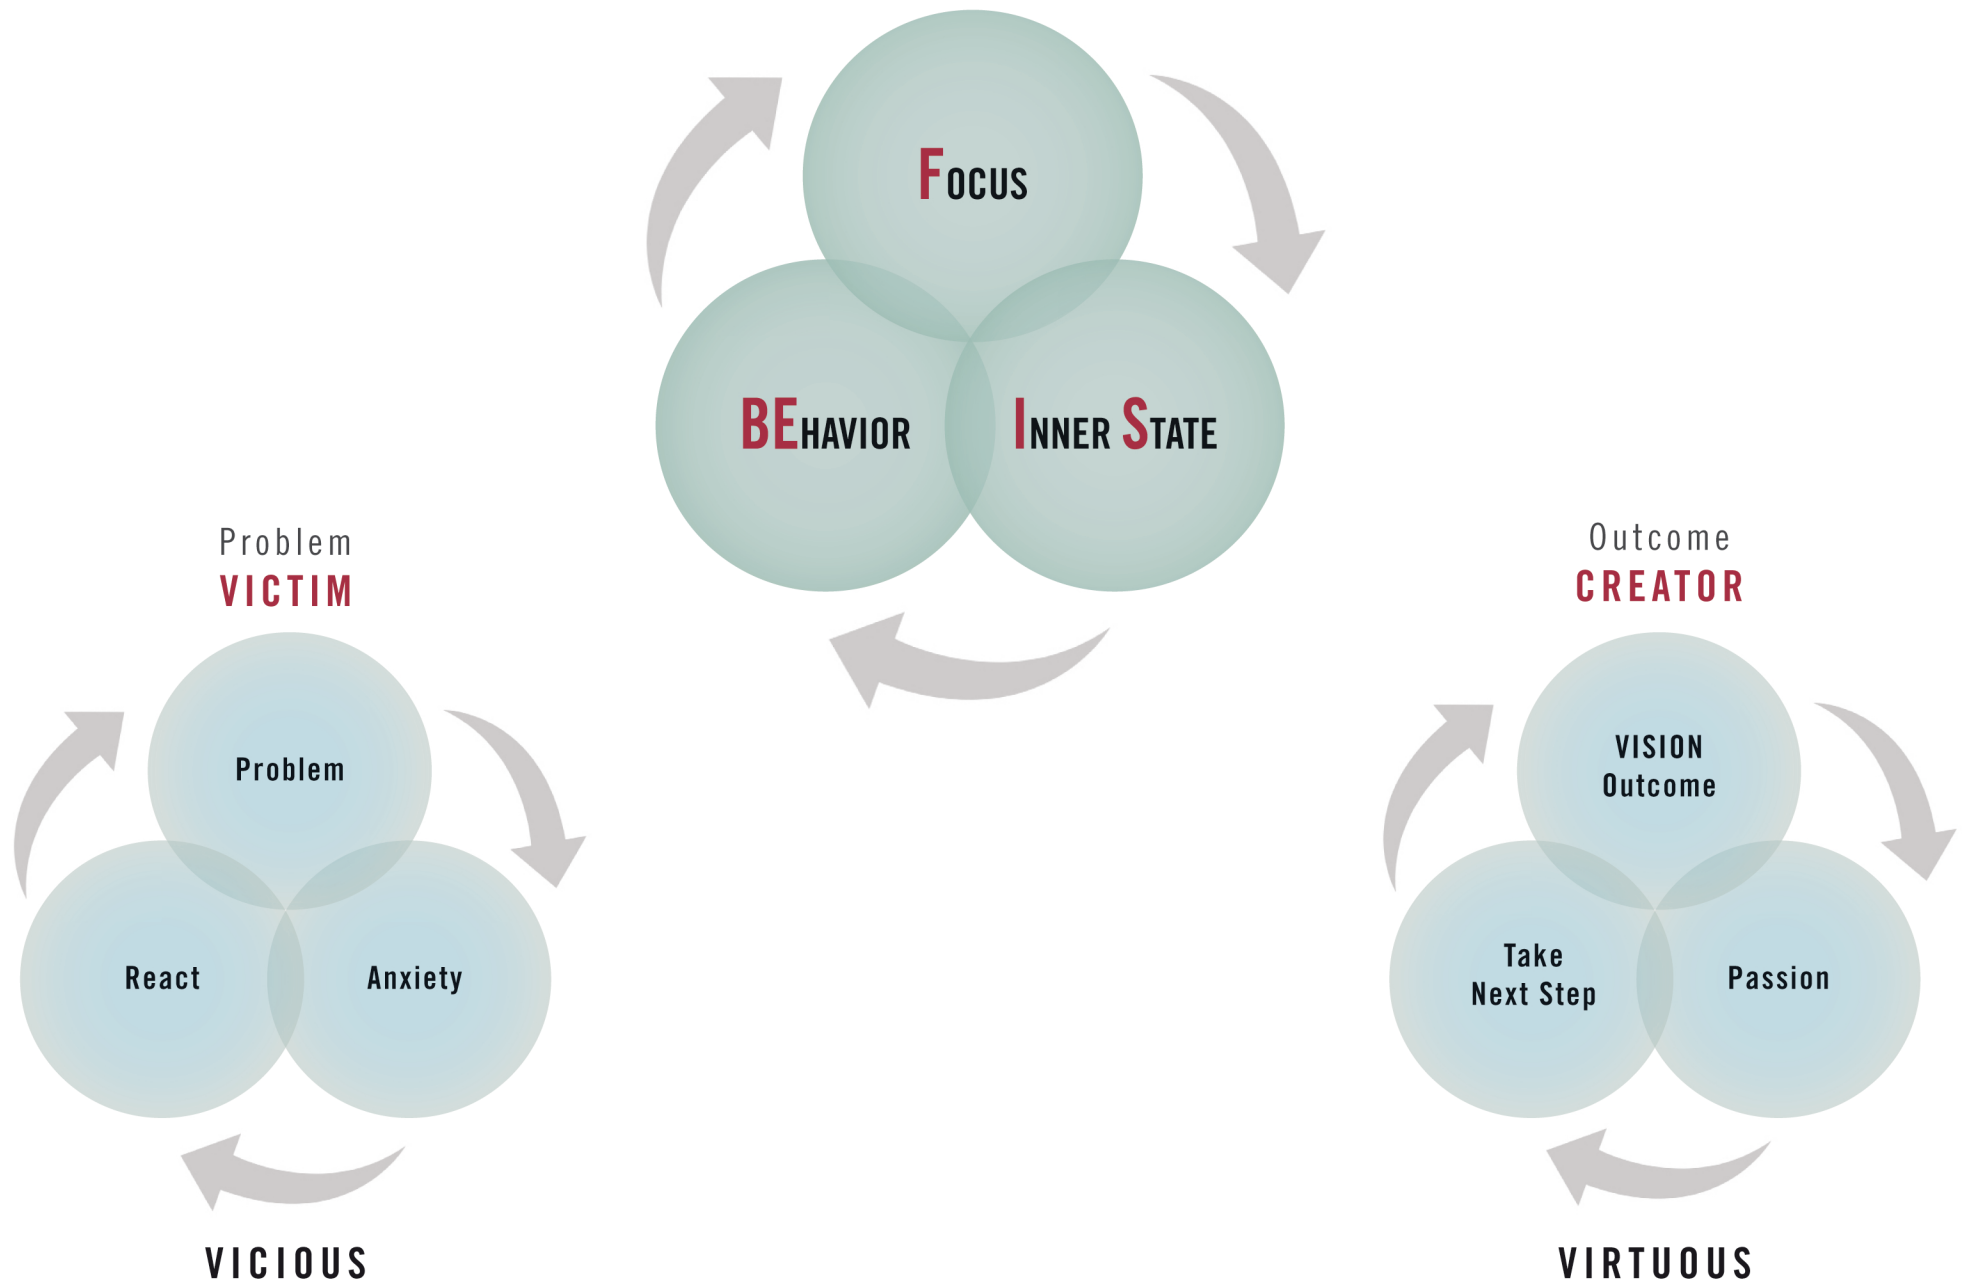 FOCUS
BEHAVIOR
INNER STATE
Problem
VICTIM
Problem
React
Anxiety
VICIOUS
Outcome
CREATOR
VISION
Outcome
Take
Next Step
Passion
VIRTUOUS